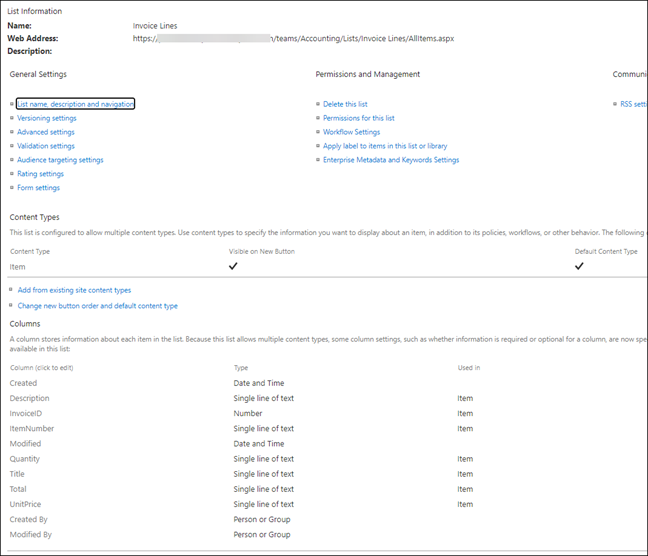 List Information
Name: Invoice Lines
Web Address: https:// /teams/Accounting/Lists/Invoice Lines/AllItems.aspx
Description:
General Settings Permissions and Management Communi
List name, description and navigation Delete this list RSS setti
Versioning settings Permissions for this list
Advanced settings Workflow Settings
Validation settings Apply label to items in this list or library
Audience targeting settings Enterprise Metadata and Keywords Settings
Rating settings
Form settings
Content Types
This list is configured to allow multiple content types. Use content types to specify the information you want to display about an item, in addition to its policies, workflows, or other behavior. The following
Content Type Visible on New Button Default Content Type
Item
Add from existing site content types
Change new button order and default content type
Columns
A column stores information about each item in the list. Because this list allows multiple content types, some column settings, such as whether information is required or optional for a column, are now spe
available in this list:
Column (click to edit) Type Used in
Created Date and Time
Description Single line of text Item
InvoiceID Number Item
ItemNumber Single line of text Item
Modified Date and Time
Quantity Single line of text Item
Title Single line of text Item
Total Single line of text Item
UnitPrice Single line of text Item
Created By Person or Group
Modified By Person or Group